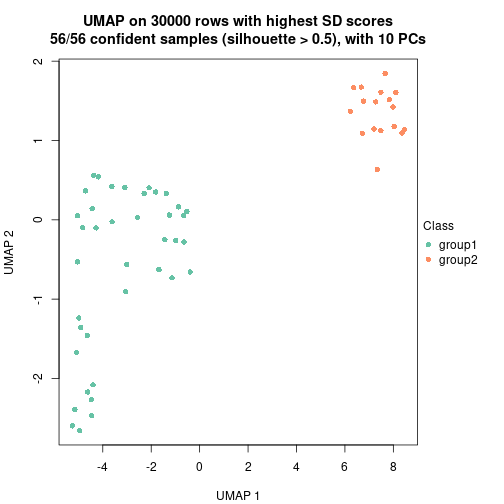 UMAP on 30000 rows with highest SD scores
56/56 confident samples (silhouette > 0.5), with 10 PCs
2
1
0
-1
-2
UMAP 2
-4
-2
0
2
4
6
8
UMAP 1
Class
group1
group2